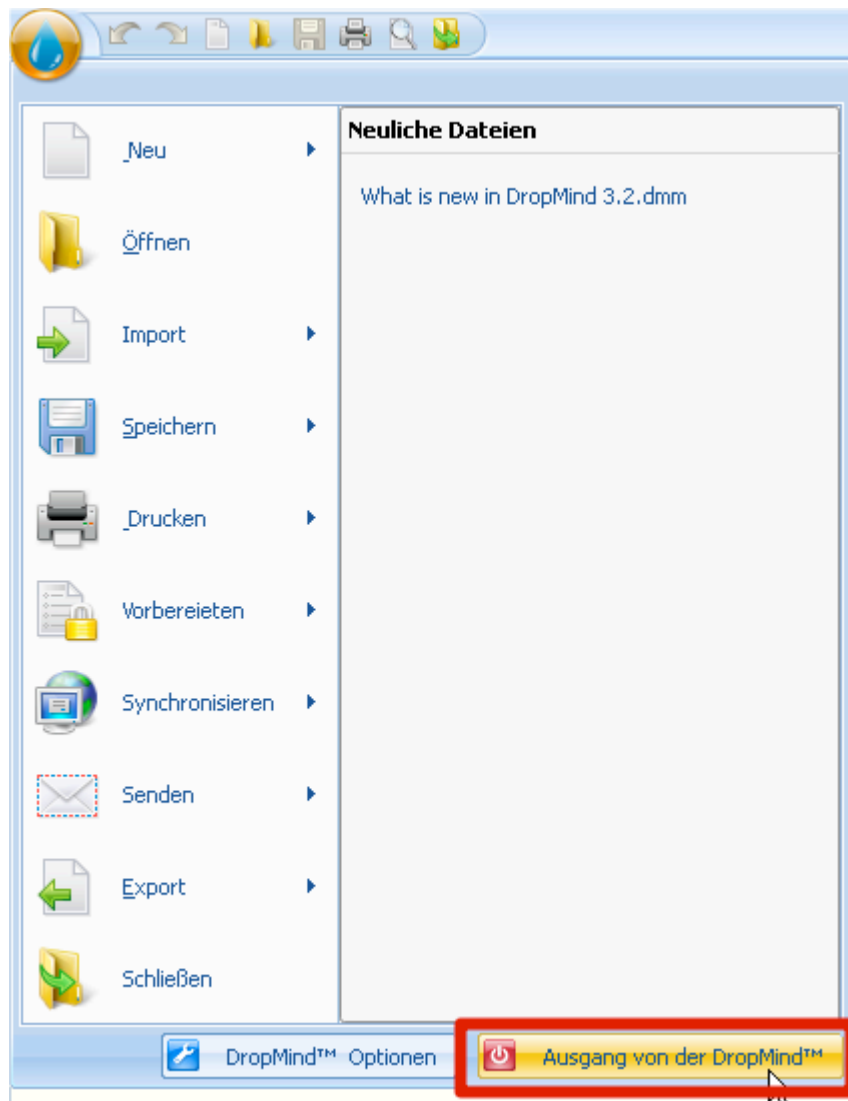 Neuliche Dateien
_Neu
What is new in DropMind 3.2.dmm
Öffnen
Import
Speichern
_Drucken
Vorbereieten
Synchronisieren
Senden
Export
Schließen
DropMind™ Optionen
Ausgang von der DropMind™